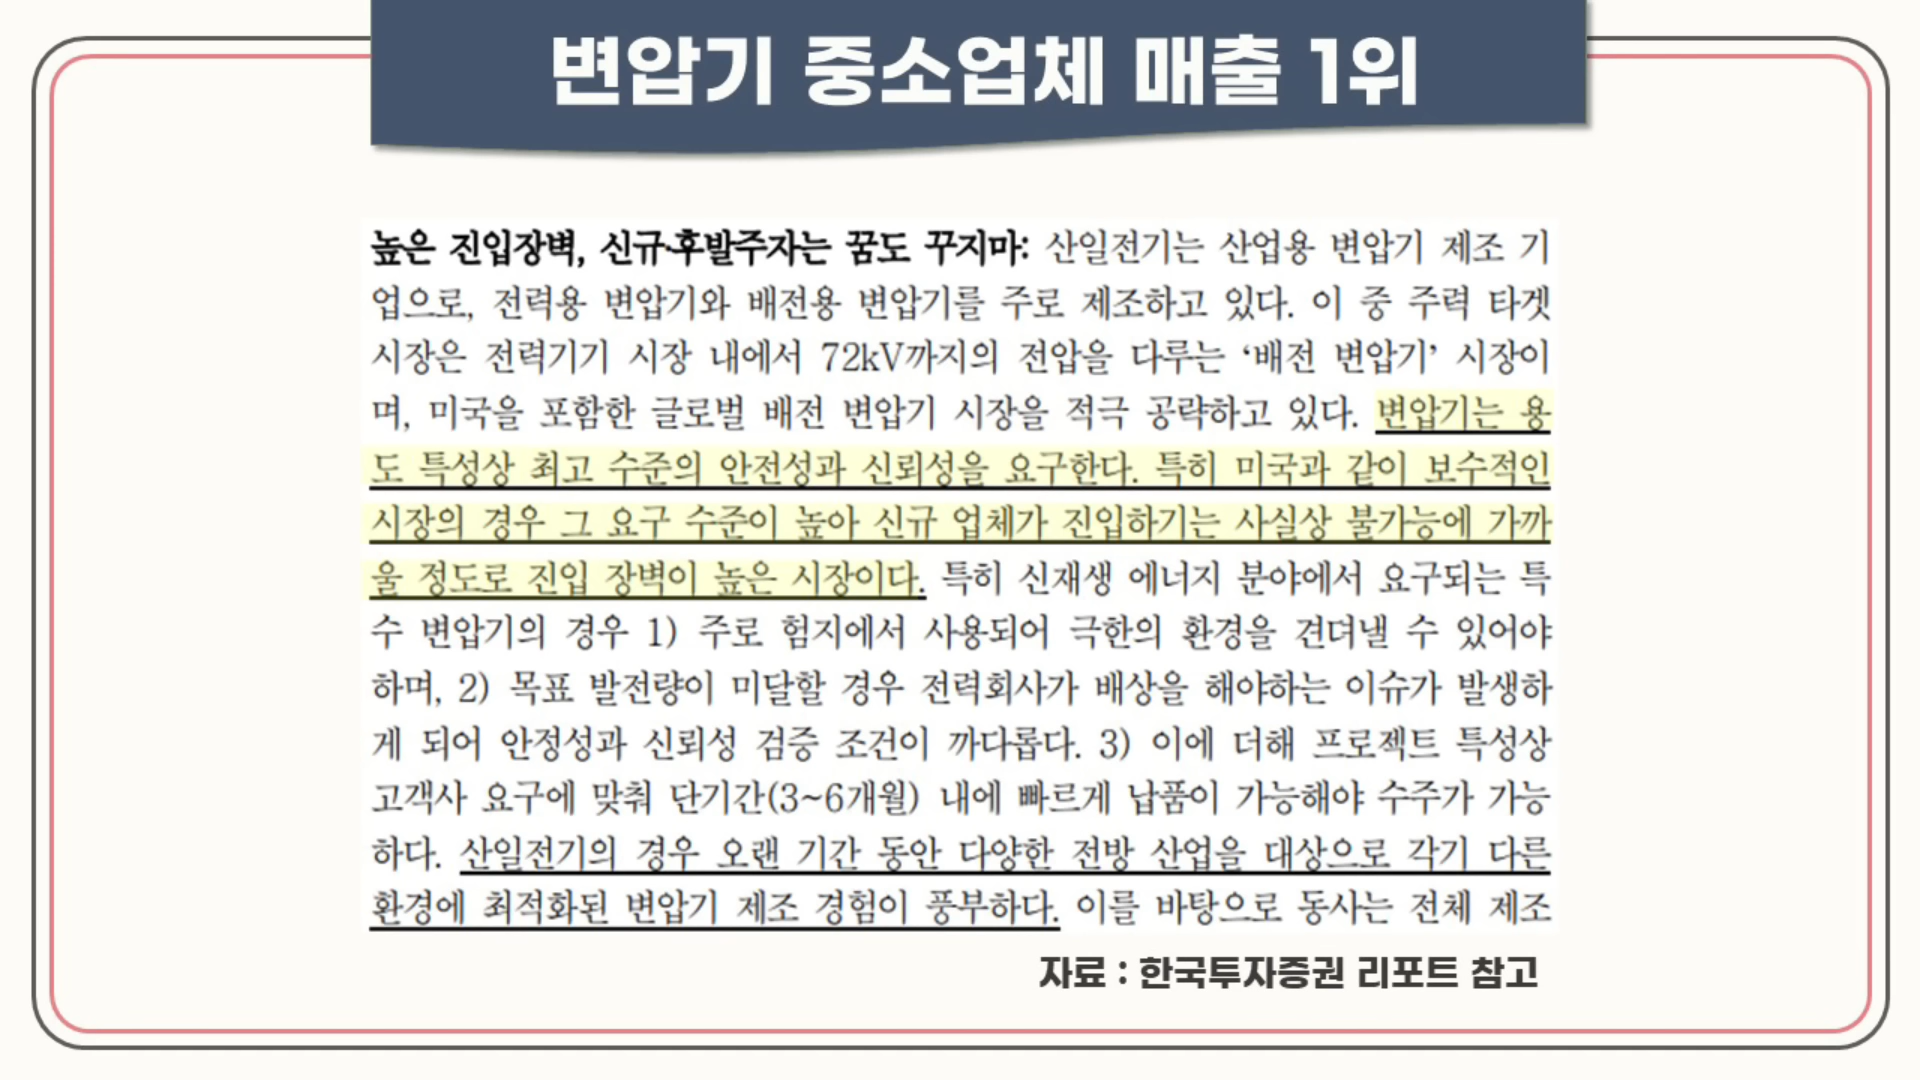 변압기 중소업체 매출 1위
높은 진입장벽, 신규·후발주자는 꿈도 꾸지마: 산일전기는 산업용 변압기 제조 기
업으로, 전력용 변압기와 배전용 변압기를 주로 제조하고 있다. 이 중 주력 타겟
시장은 전력기기 시장 내에서 72kV까지의 전압을 다루는 ‘배전 변압기’ 시장이
며, 미국을 포함한 글로벌 배전 변압기 시장을 적극 공략하고 있다. 변압기는 용
도 특성상 최고 수준의 안전성과 신뢰성을 요구한다. 특히 미국과 같이 보수적인
시장의 경우 그 요구 수준이 높아 신규 업체가 진입하기는 사실상 불가능에 가까
울 정도로 진입 장벽이 높은 시장이다. 특히 신재생 에너지 분야에서 요구되는 특
수 변압기의 경우 1) 주로 험지에서 사용되어 극한의 환경을 견뎌낼 수 있어야
하며, 2) 목표 발전량이 미달할 경우 전력회사가 배상을 해야하는 이슈가 발생하
게 되어 안정성과 신뢰성 검증 조건이 까다롭다. 3) 이에 더해 프로젝트 특성상
고객사 요구에 맞춰 단기간(3~6개월) 내에 빠르게 납품이 가능해야 수주가 가능
하다. 산일전기의 경우 오랜 기간 동안 다양한 전방 산업을 대상으로 각기 다른
환경에 최적화된 변압기 제조 경험이 풍부하다. 이를 바탕으로 동사는 전체 제조
자료 : 한국투자증권 리포트 참고